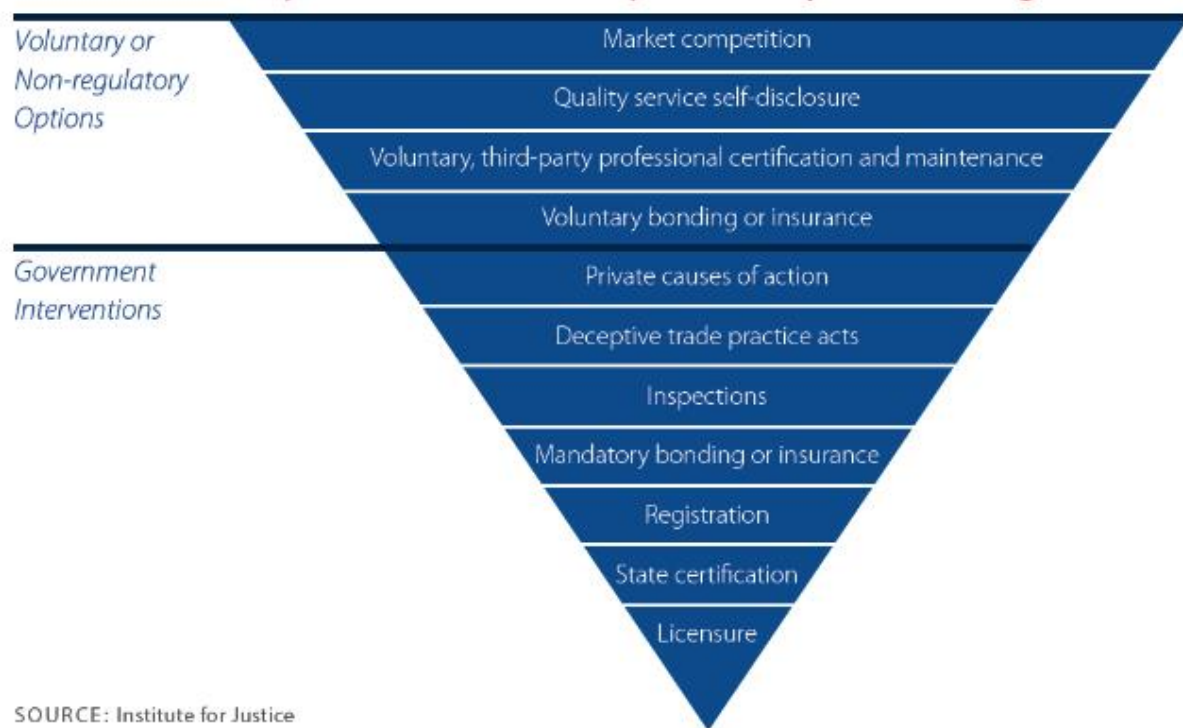 Voluntary or
Non-regulatory
Options
Market competition
Quality service self-disclosure
Voluntary, third-party professional certification and maintenance
Voluntary bonding or insurance
Government
Interventions
Private causes of action
Deceptive trade practice acts
Inspections
Mandatory bonding or insurance
Registration
State certification
Licensure
SOURCE: Institute for Justice